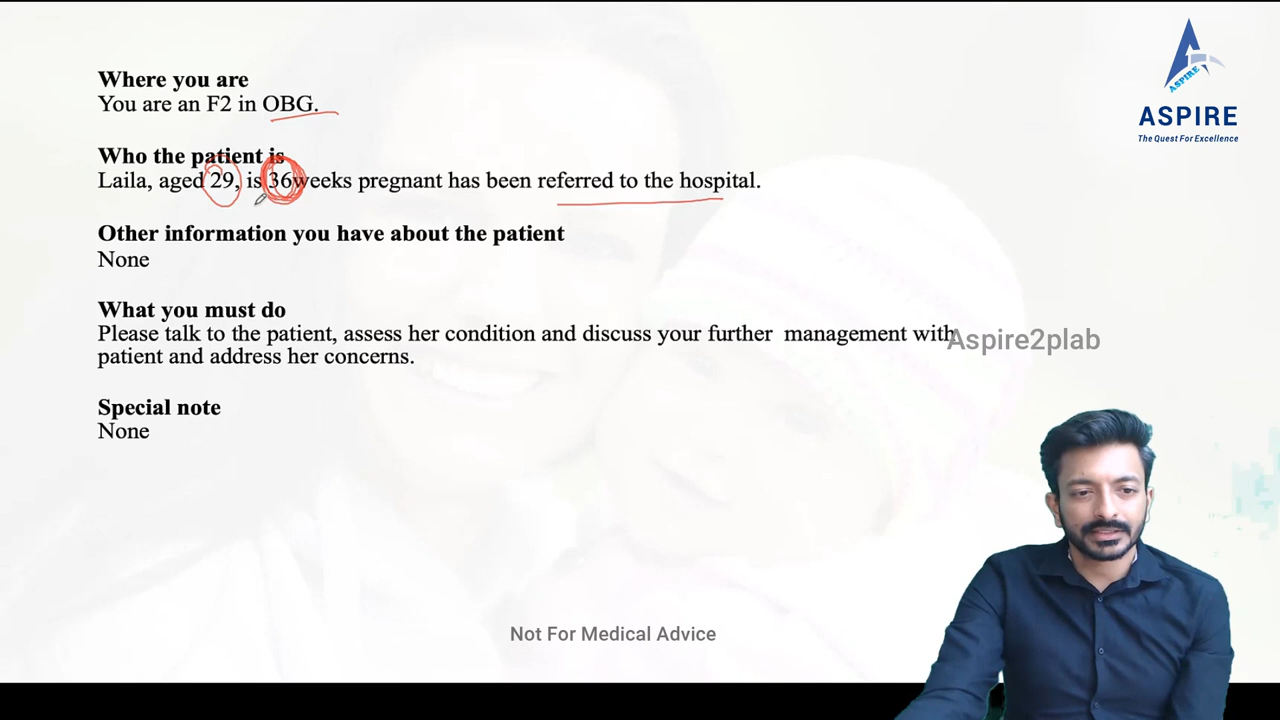 Where you are
You are an F2 in OBG.
Who the patient is
Laila, aged 29, is 36weeks pregnant has been referred to the hospital.
Other information you have about the patient
None
What you must do
Please talk to the patient, assess her condition and discuss your further management with
patient and address her concerns.
Special note
None
ASPIRE
ASPIRE
The Quest For Excellence
Aspire2plab
Not For Medical Advice